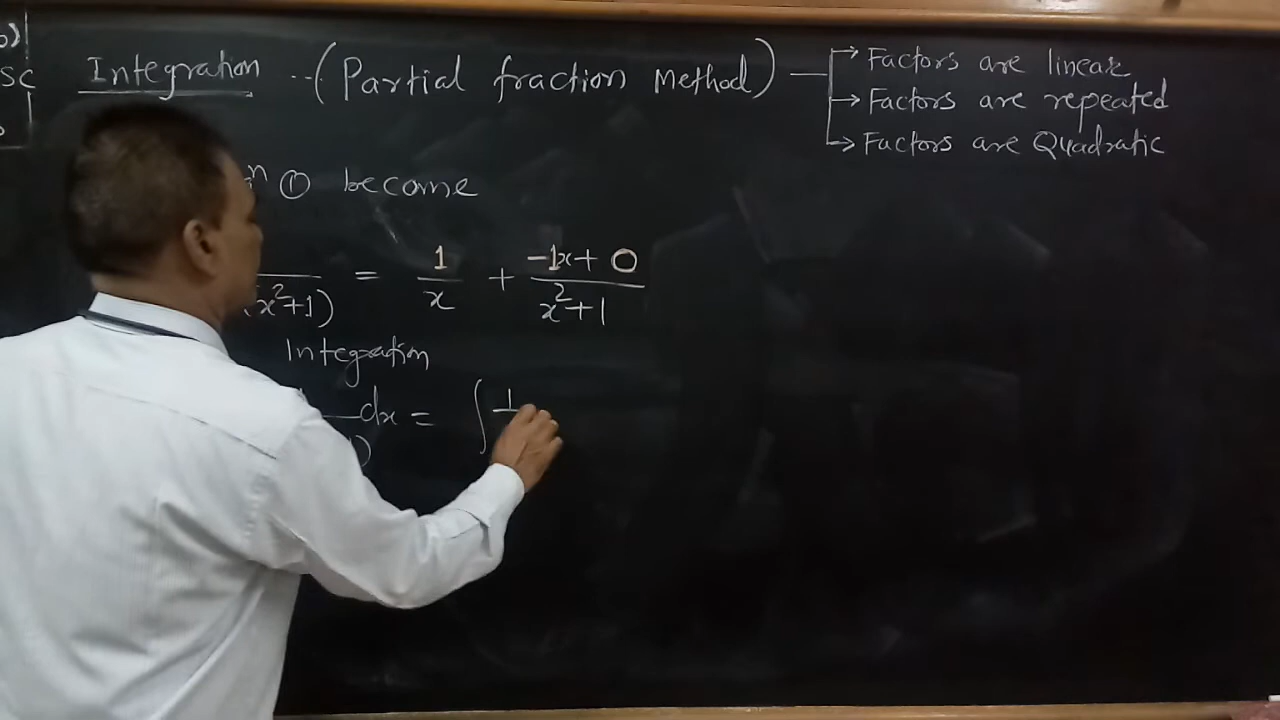 o)
SC
Integration -- (Partial fraction Method)
Factors are linear
Factors are repeated
Factors are Quadratic
n ① become
x²+1) = 1/x + -1x+0/x²+1
Integration
dx = ∫ 1